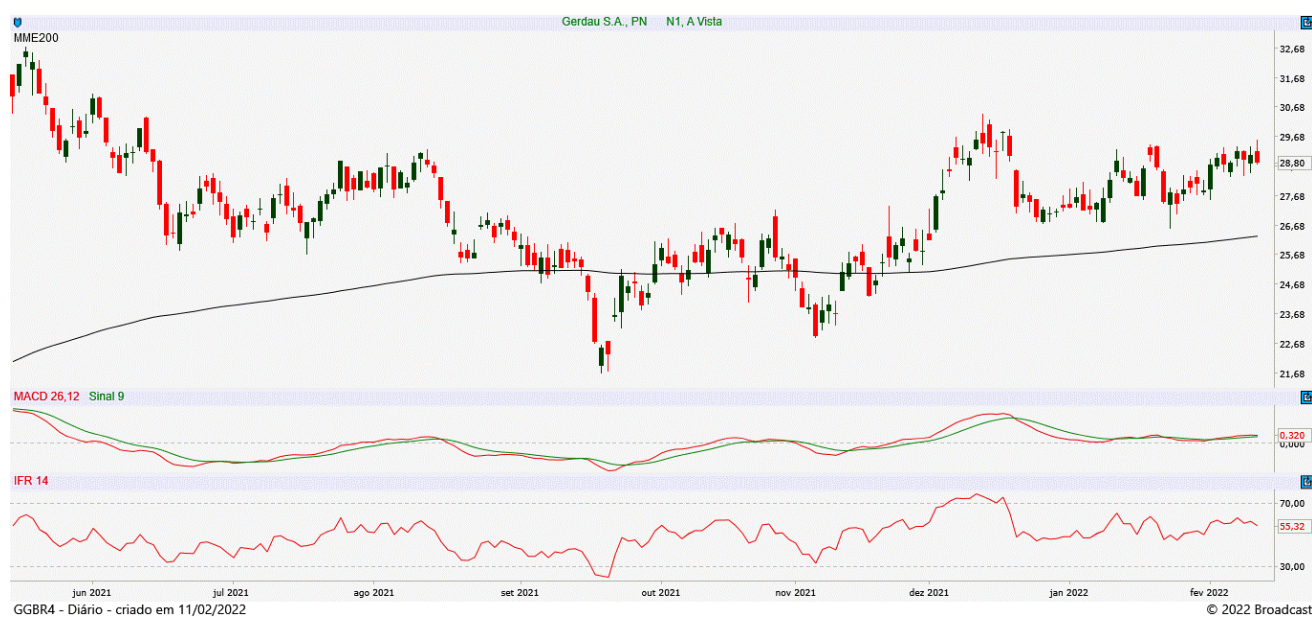 Gerdau S.A., PN N1, A Vista
MME200
32,68
31,68
30,68
29,68
28,80
27,68
26,68
25,68
24,68
23,68
22,68
21,68
MACD 26,12 Sinal 9
0,320
0,000
IFR 14
70,00
55,32
30,00
jun 2021 jul 2021 ago 2021 set 2021 out 2021 nov 2021 dez 2021 jan 2022 fev 2022
GGBR4 - Diário - criado em 11/02/2022 © 2022 Broadcast